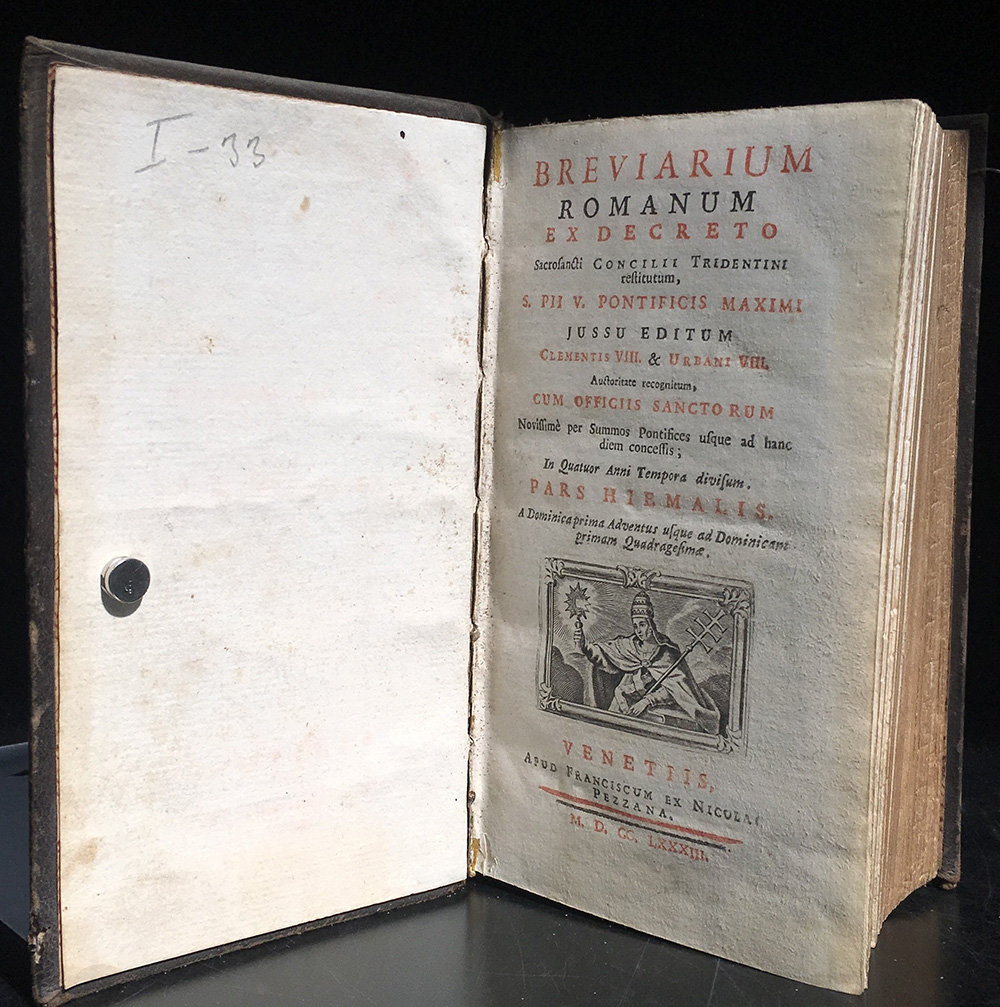 I-33
BREVIARIUM
ROMANUM
EX DECRETO
Sacroſancti CONCILII TRIDENTINI
reſtitutum,
S. PII V. PONTIFICIS MAXIMI
JUSSU EDITUM
CLEMENTIS VIII. & URBANI VIII.
Auctoritate recognitum,
CUM OFFICIIS SANCTORUM
Noviſſimè per Summos Pontifices uſque ad hanc
diem conceſſis;
In Quatuor Anni Tempora diviſum.
PARS HIEMALIS.
A Dominica prima Adventus uſque ad Dominicam
primam Quadrageſimæ.
VENETIIS,
APUD FRANCISCUM EX NICOLAO
PEZZANA.
M. D. CC. LXXXIII.